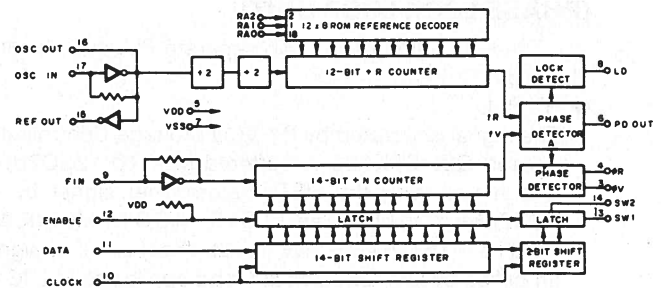 RA2 2
RA1 1
RA0 18
12 x 8 ROM REFERENCE DECODER
OSC OUT 16
OSC IN 17
÷ 2
÷ 2
12-BIT ÷ R COUNTER
LOCK DETECT
8 LD
REF OUT 15
VDD 5
VSS 7
fR
fV
PHASE DETECTOR A
6 PD OUT
FIN 9
14-BIT ÷ N COUNTER
PHASE DETECTOR
4 φR
3 φV
VDD
14 SW2
ENABLE 12
LATCH
LATCH
13 SW1
DATA 11
14-BIT SHIFT REGISTER
2-BIT SHIFT REGISTER
CLOCK 10